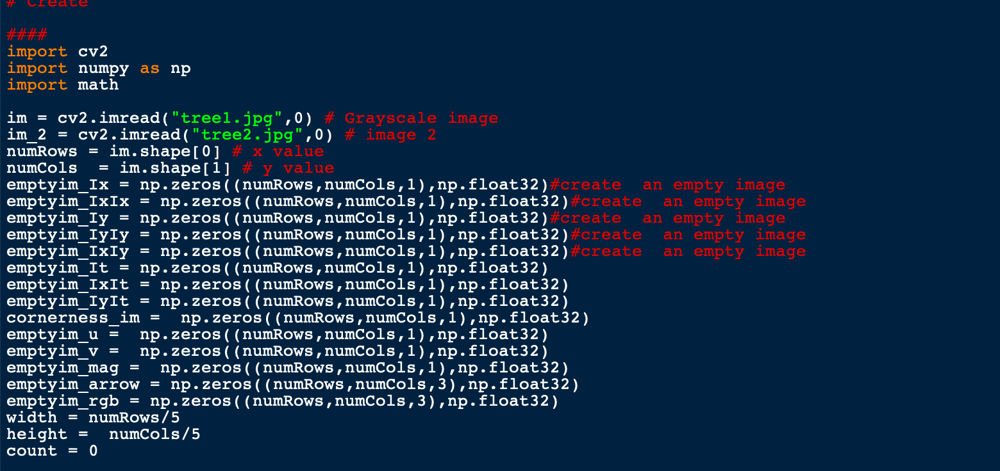 # Create
####
import cv2
import numpy as np
import math
im = cv2.imread("tree1.jpg",0) # Grayscale image
im_2 = cv2.imread("tree2.jpg",0) # image 2
numRows = im.shape[0] # x value
numCols  = im.shape[1] # y value
emptyim_Ix = np.zeros((numRows,numCols,1),np.float32)#create  an empty image
emptyim_IxIx = np.zeros((numRows,numCols,1),np.float32)#create  an empty image
emptyim_Iy = np.zeros((numRows,numCols,1),np.float32)#create  an empty image
emptyim_IyIy = np.zeros((numRows,numCols,1),np.float32)#create  an empty image
emptyim_IxIy = np.zeros((numRows,numCols,1),np.float32)#create  an empty image
emptyim_It = np.zeros((numRows,numCols,1),np.float32)
emptyim_IxIt = np.zeros((numRows,numCols,1),np.float32)
emptyim_IyIt = np.zeros((numRows,numCols,1),np.float32)
cornerness_im =  np.zeros((numRows,numCols,1),np.float32)
emptyim_u =  np.zeros((numRows,numCols,1),np.float32)
emptyim_v =  np.zeros((numRows,numCols,1),np.float32)
emptyim_mag =  np.zeros((numRows,numCols,1),np.float32)
emptyim_arrow = np.zeros((numRows,numCols,3),np.float32)
emptyim_rgb = np.zeros((numRows,numCols,3),np.float32)
width = numRows/5
height =  numCols/5
count = 0